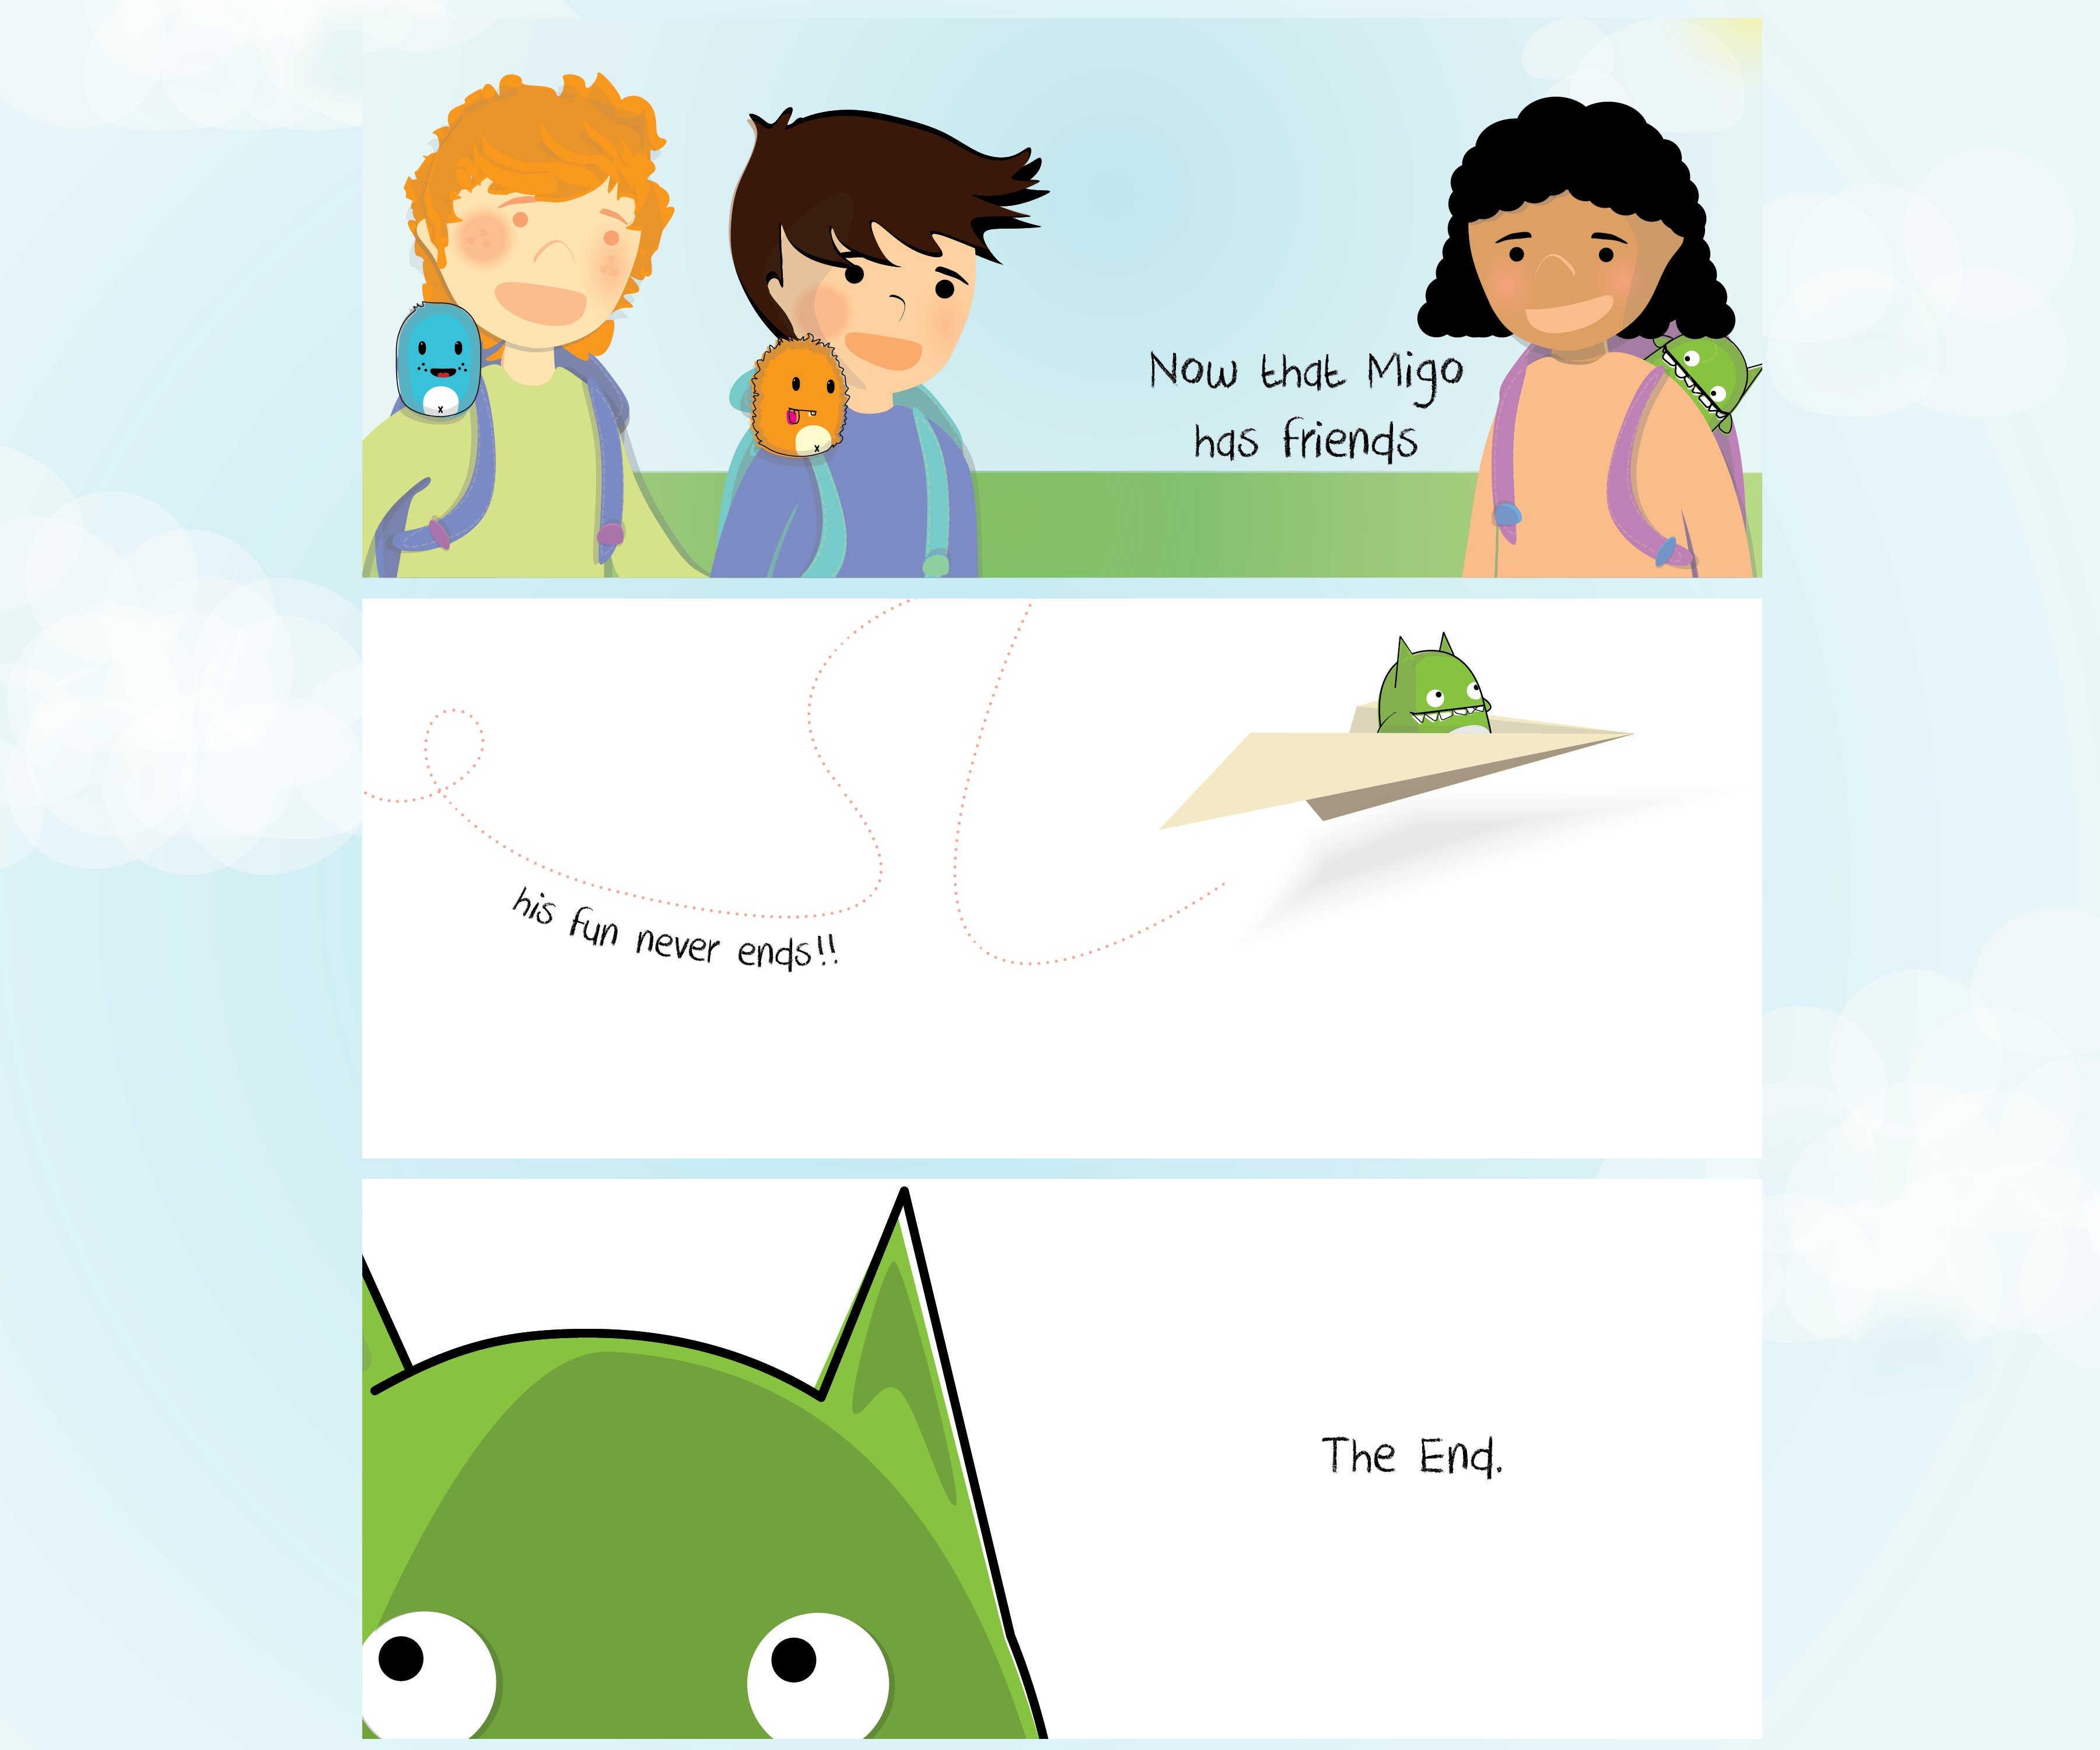 Now that Migo
has friends
his fun never ends!!
The End.